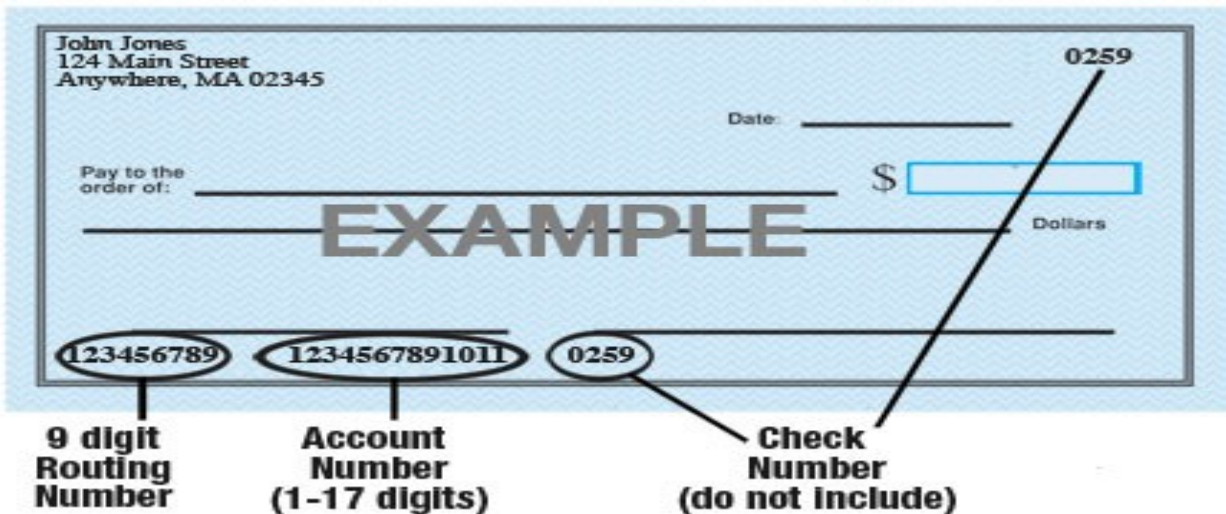 John Jones
124 Main Street
Anywhere, MA 02345
0259
Date:
Pay to the
order of:
$
EXAMPLE
Dollars
123456789 1234567891011 0259
9 digit
Routing
Number
Account
Number
(1-17 digits)
Check
Number
(do not include)